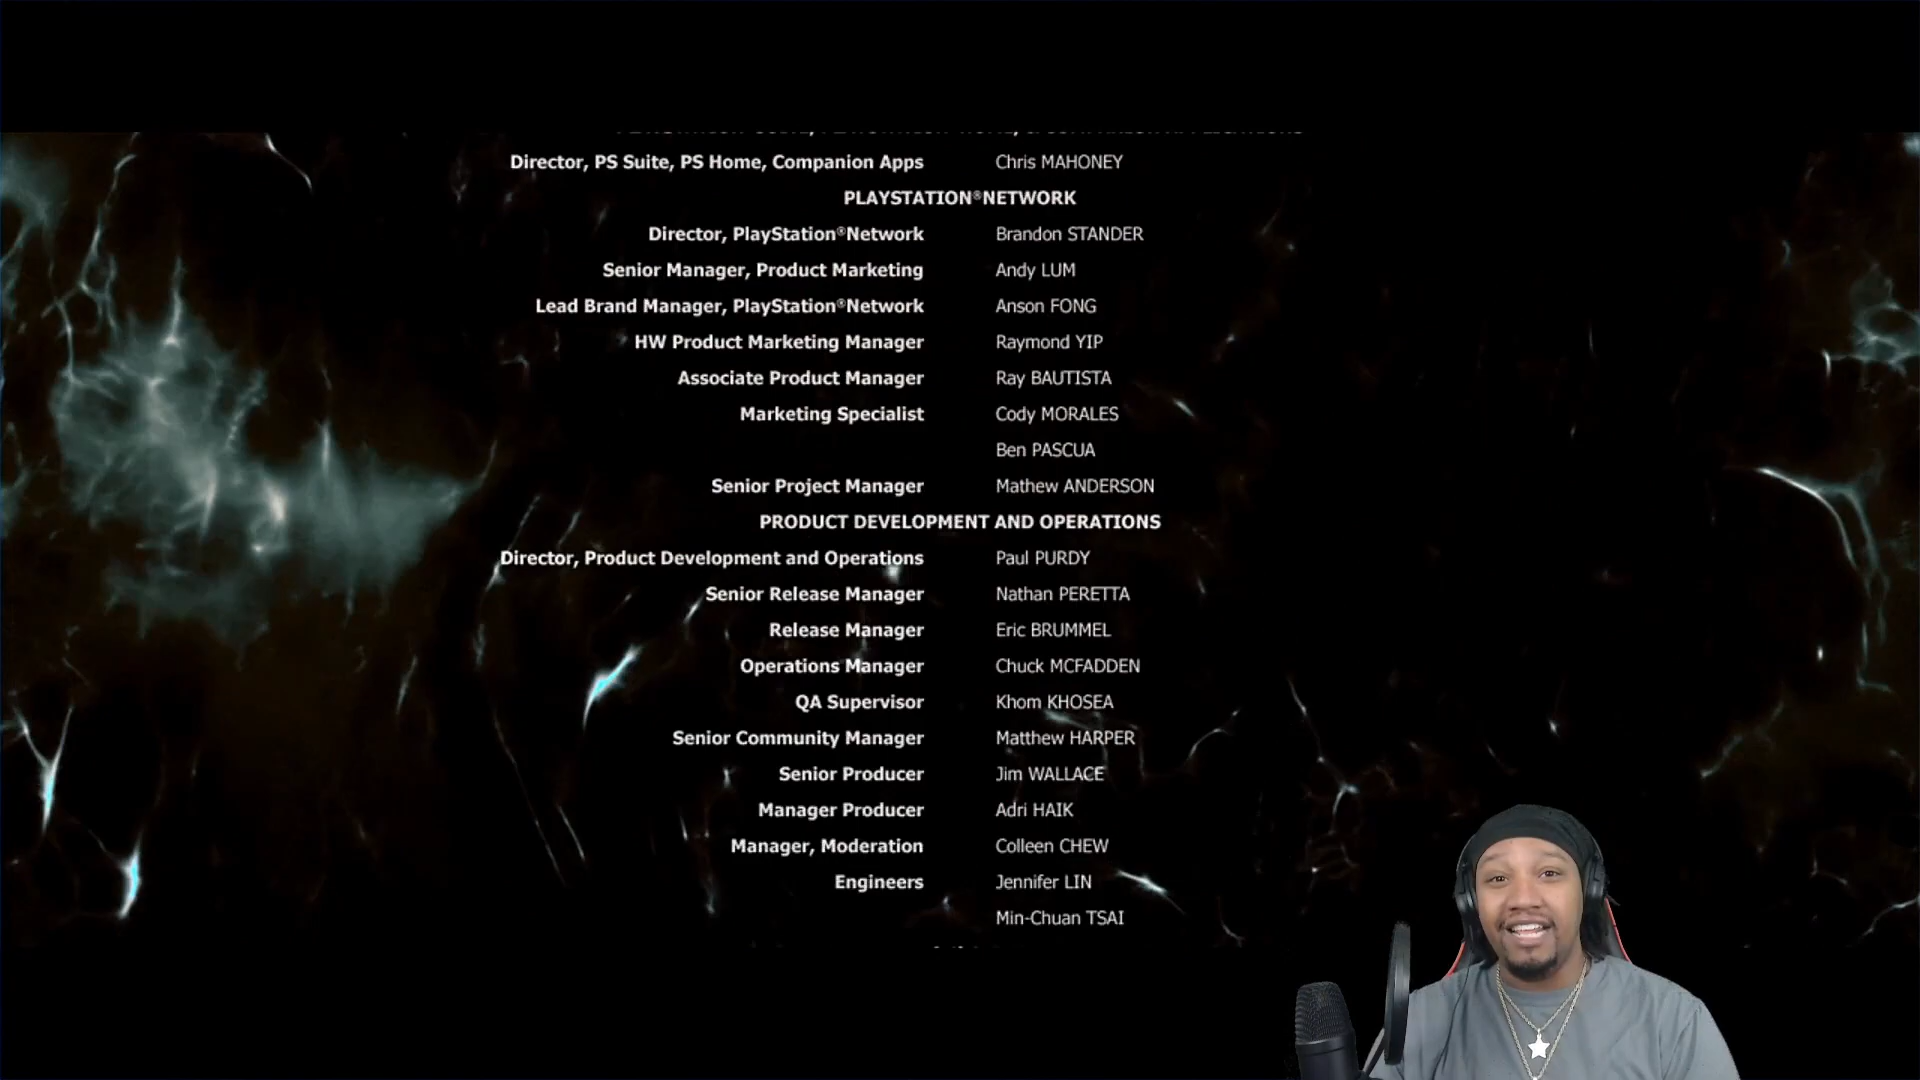 Director, PS Suite, PS Home, Companion Apps Chris MAHONEY
PLAYSTATION®NETWORK
Director, PlayStation®Network Brandon STANDER
Senior Manager, Product Marketing Andy LUM
Lead Brand Manager, PlayStation®Network Anson FONG
HW Product Marketing Manager Raymond YIP
Associate Product Manager Ray BAUTISTA
Marketing Specialist Cody MORALES
Ben PASCUA
Senior Project Manager Mathew ANDERSON
PRODUCT DEVELOPMENT AND OPERATIONS
Director, Product Development and Operations Paul PURDY
Senior Release Manager Nathan PERETTA
Release Manager Eric BRUMMEL
Operations Manager Chuck MCFADDEN
QA Supervisor Khom KHOSEA
Senior Community Manager Matthew HARPER
Senior Producer Jim WALLACE
Manager Producer Adri HAIK
Manager, Moderation Colleen CHEW
Engineers Jennifer LIN
Min-Chuan TSAI